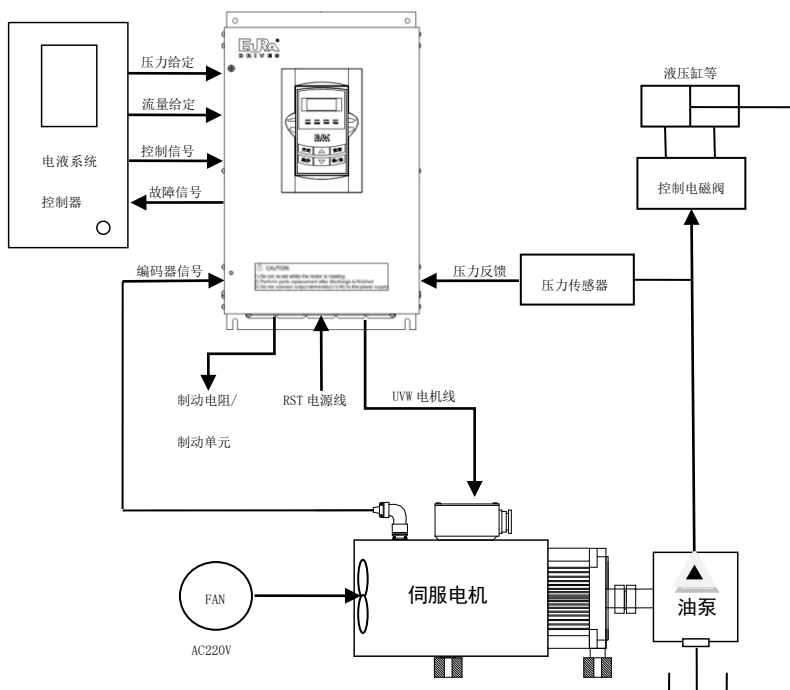 EURA
DRIVES
压力给定
流量给定
控制信号
故障信号
电液系统
控制器
液压缸等
控制电磁阀
编码器信号
CAUTION:
压力反馈
压力传感器
制动电阻/
制动单元
RST 电源线
UVW 电机线
FAN
AC220V
伺服电机
油泵